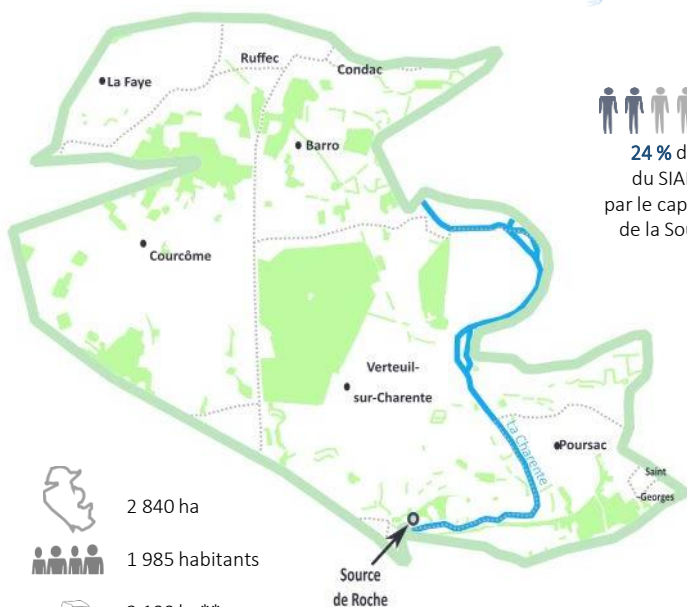 Ruffec
Condac
La Faye
Barro
24 % d
du SIA
par le cap
de la Sou
Courcôme
Verteuil-
sur-Charente
La Charente
Poursac
Saint
-Georges
2 840 ha
1 985 habitants
Source
de Roche